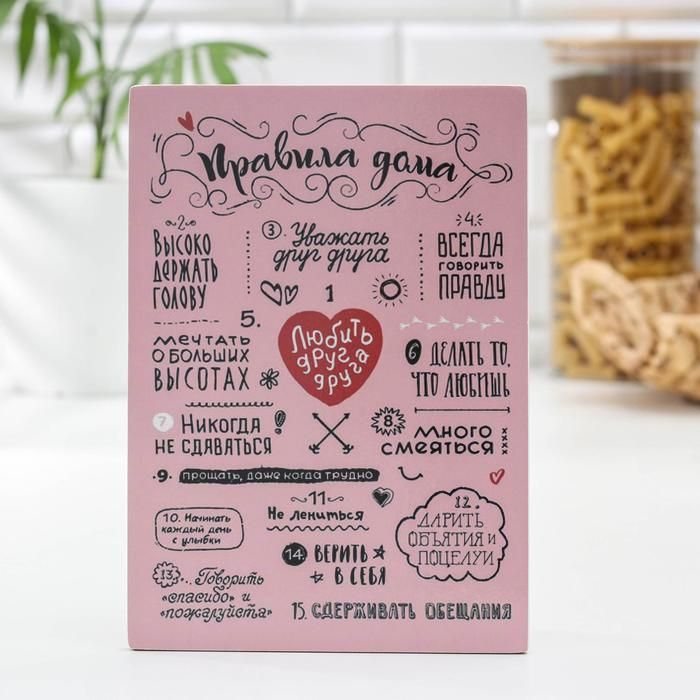 Правила дома
1
Любить
друг
друга
-2-
Высоко
держать
голову
3 Уважать
друг друга
4.
ВСЕГДА
говорить
ПРАВДУ
5.
мечтать
о больших
высотах
6 ДЕЛАТЬ ТО,
ЧТО ЛЮБИШЬ
7 Никогда
не сдаваться!
8. много
смеяться
xxxx
·9· прощать, даже когда трудно
10. Начинать
каждый день
с улыбки
~11~
Не лениться
12.
ДАРИТЬ
ОБЪЯТИЯ И
ПОЦЕЛУИ
13.. Говорить
«спасибо» и
«пожалуйста»
14. ВЕРИТЬ
В СЕБЯ
15. СДЕРЖИВАТЬ ОБЕЩАНИЯ